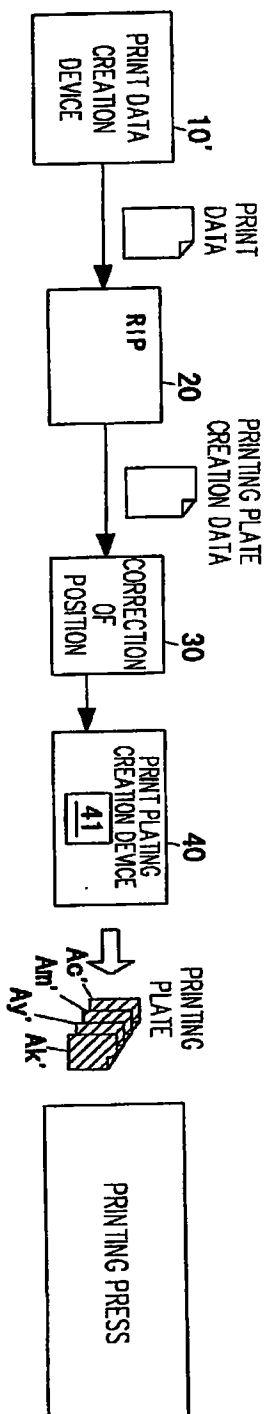 PRINT DATA
CREATION
DEVICE
10'
PRINT
DATA
RIP
20
PRINTING PLATE
CREATION DATA
CORRECTION
OF
POSITION
30
PRINT PLATING
CREATION DEVICE
41
40
PRINTING
PLATE
Ac'
Am'
Ay'
Ak'
PRINTING PRESS